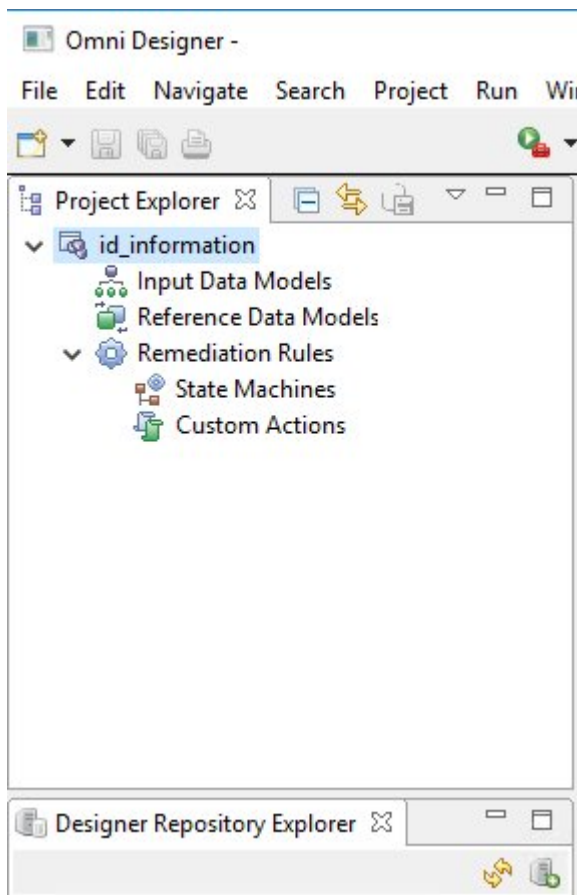 Omni Designer -
File Edit Navigate Search Project Run Wi
Project Explorer
id_information
Input Data Models
Reference Data Models
Remediation Rules
State Machines
Custom Actions
Designer Repository Explorer